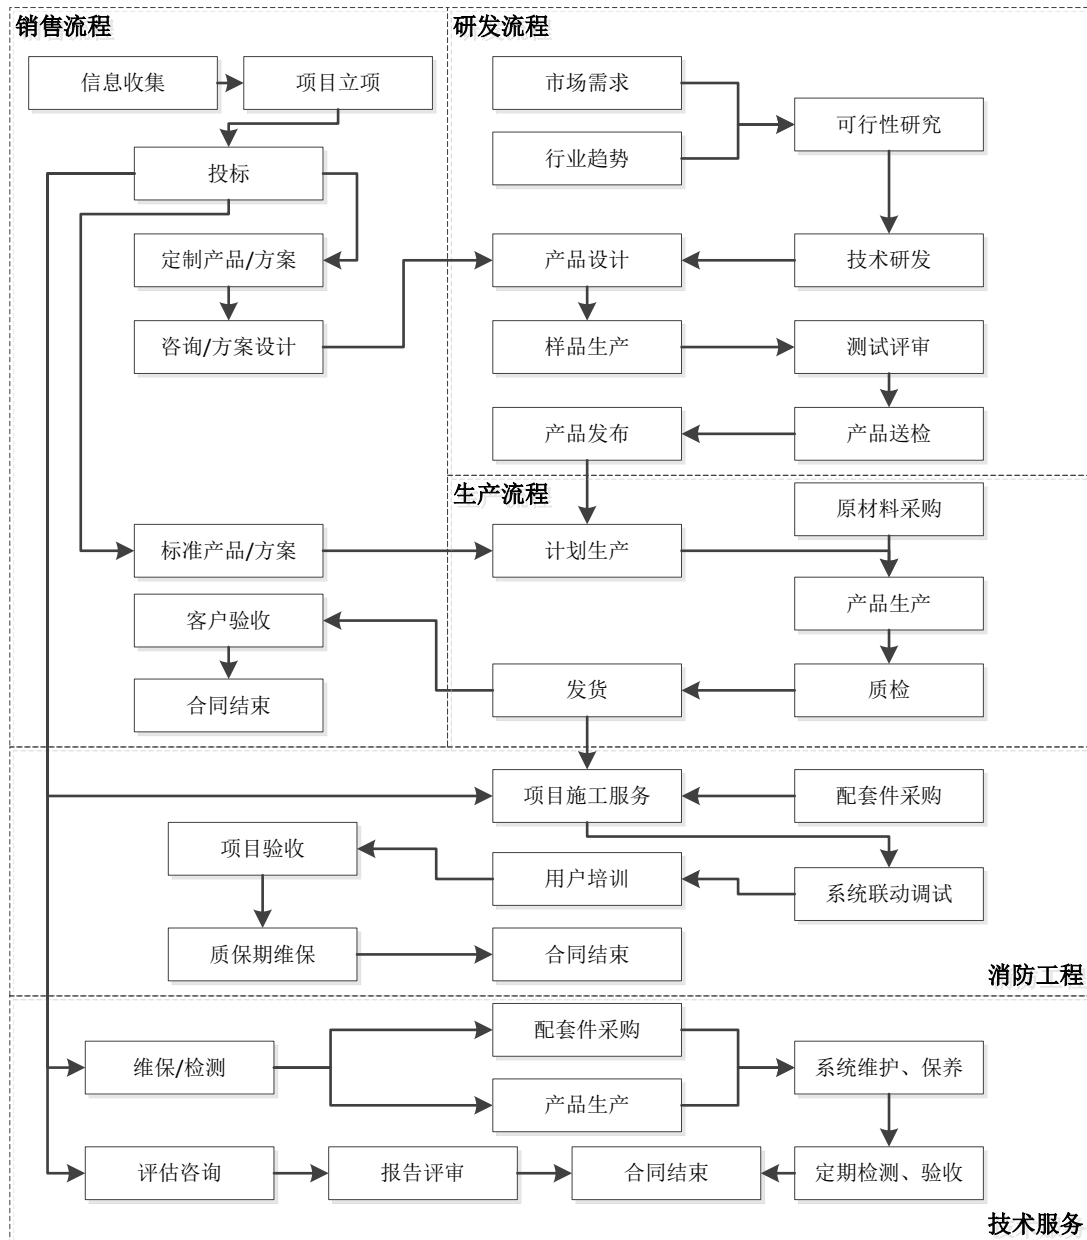 销售流程
信息收集
项目立项
投标
定制产品/方案
咨询/方案设计
标准产品/方案
客户验收
合同结束
研发流程
市场需求
行业趋势
可行性研究
产品设计
技术研发
样品生产
测试评审
产品发布
产品送检
生产流程
原材料采购
计划生产
产品生产
发货
质检
项目施工服务
配套件采购
项目验收
用户培训
系统联动调试
质保期维保
合同结束
消防工程
配套件采购
维保/检测
系统维护、保养
产品生产
评估咨询
报告评审
合同结束
定期检测、验收
技术服务